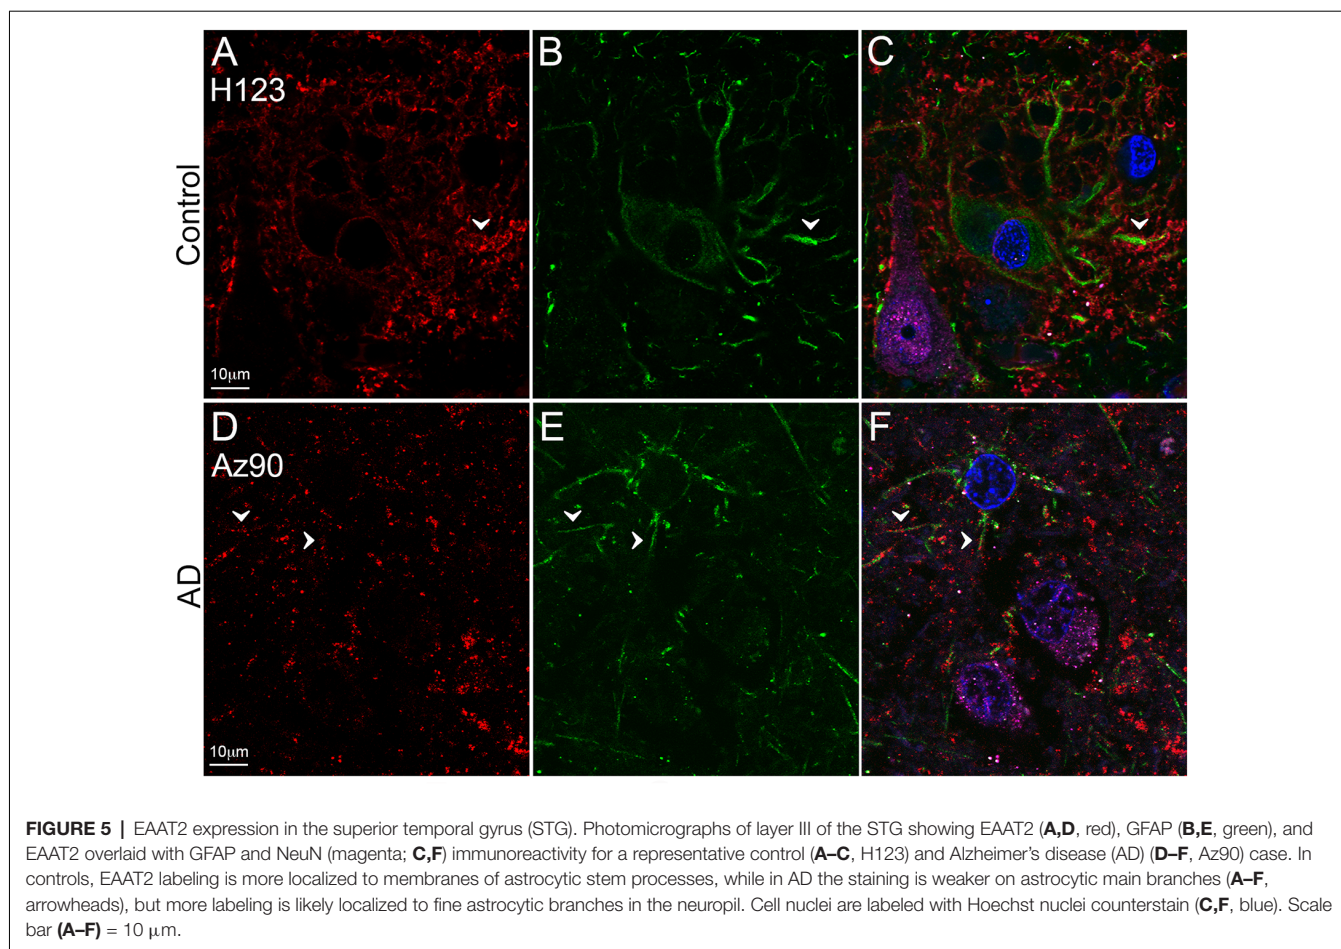 A
H123
B
C
Control
10μm
D
Az90
E
F
AD
10μm
FIGURE 5 | EAAT2 expression in the superior temporal gyrus (STG). Photomicrographs of layer III of the STG showing EAAT2 (A,D, red), GFAP (B,E, green), and
EAAT2 overlaid with GFAP and NeuN (magenta; C,F) immunoreactivity for a representative control (A–C, H123) and Alzheimer’s disease (AD) (D–F, Az90) case. In
controls, EAAT2 labeling is more localized to membranes of astrocytic stem processes, while in AD the staining is weaker on astrocytic main branches (A–F,
arrowheads), but more labeling is likely localized to fine astrocytic branches in the neuropil. Cell nuclei are labeled with Hoechst nuclei counterstain (C,F, blue). Scale
bar (A–F) = 10 μm.